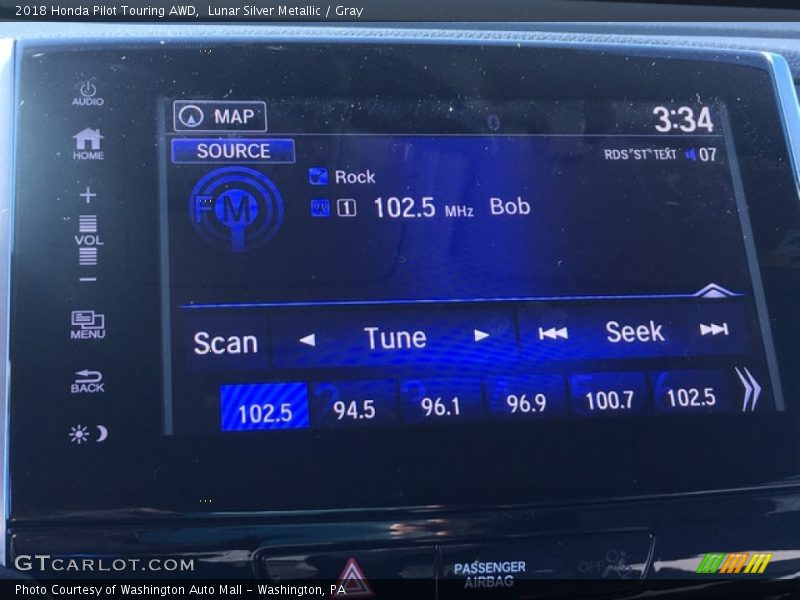 2018 Honda Pilot Touring AWD, Lunar Silver Metallic / Gray
AUDIO
MAP
3:34
HOME
SOURCE
RDS "ST" TEXT 07
Rock
FM
1 102.5 MHz Bob
+
VOL
−
MENU
Scan Tune Seek
BACK
102.5 94.5 96.1 96.9 100.7 102.5
GTCARLOT.COM
PASSENGER
AIRBAG
OFF
Photo Courtesy of Washington Auto Mall - Washington, PA